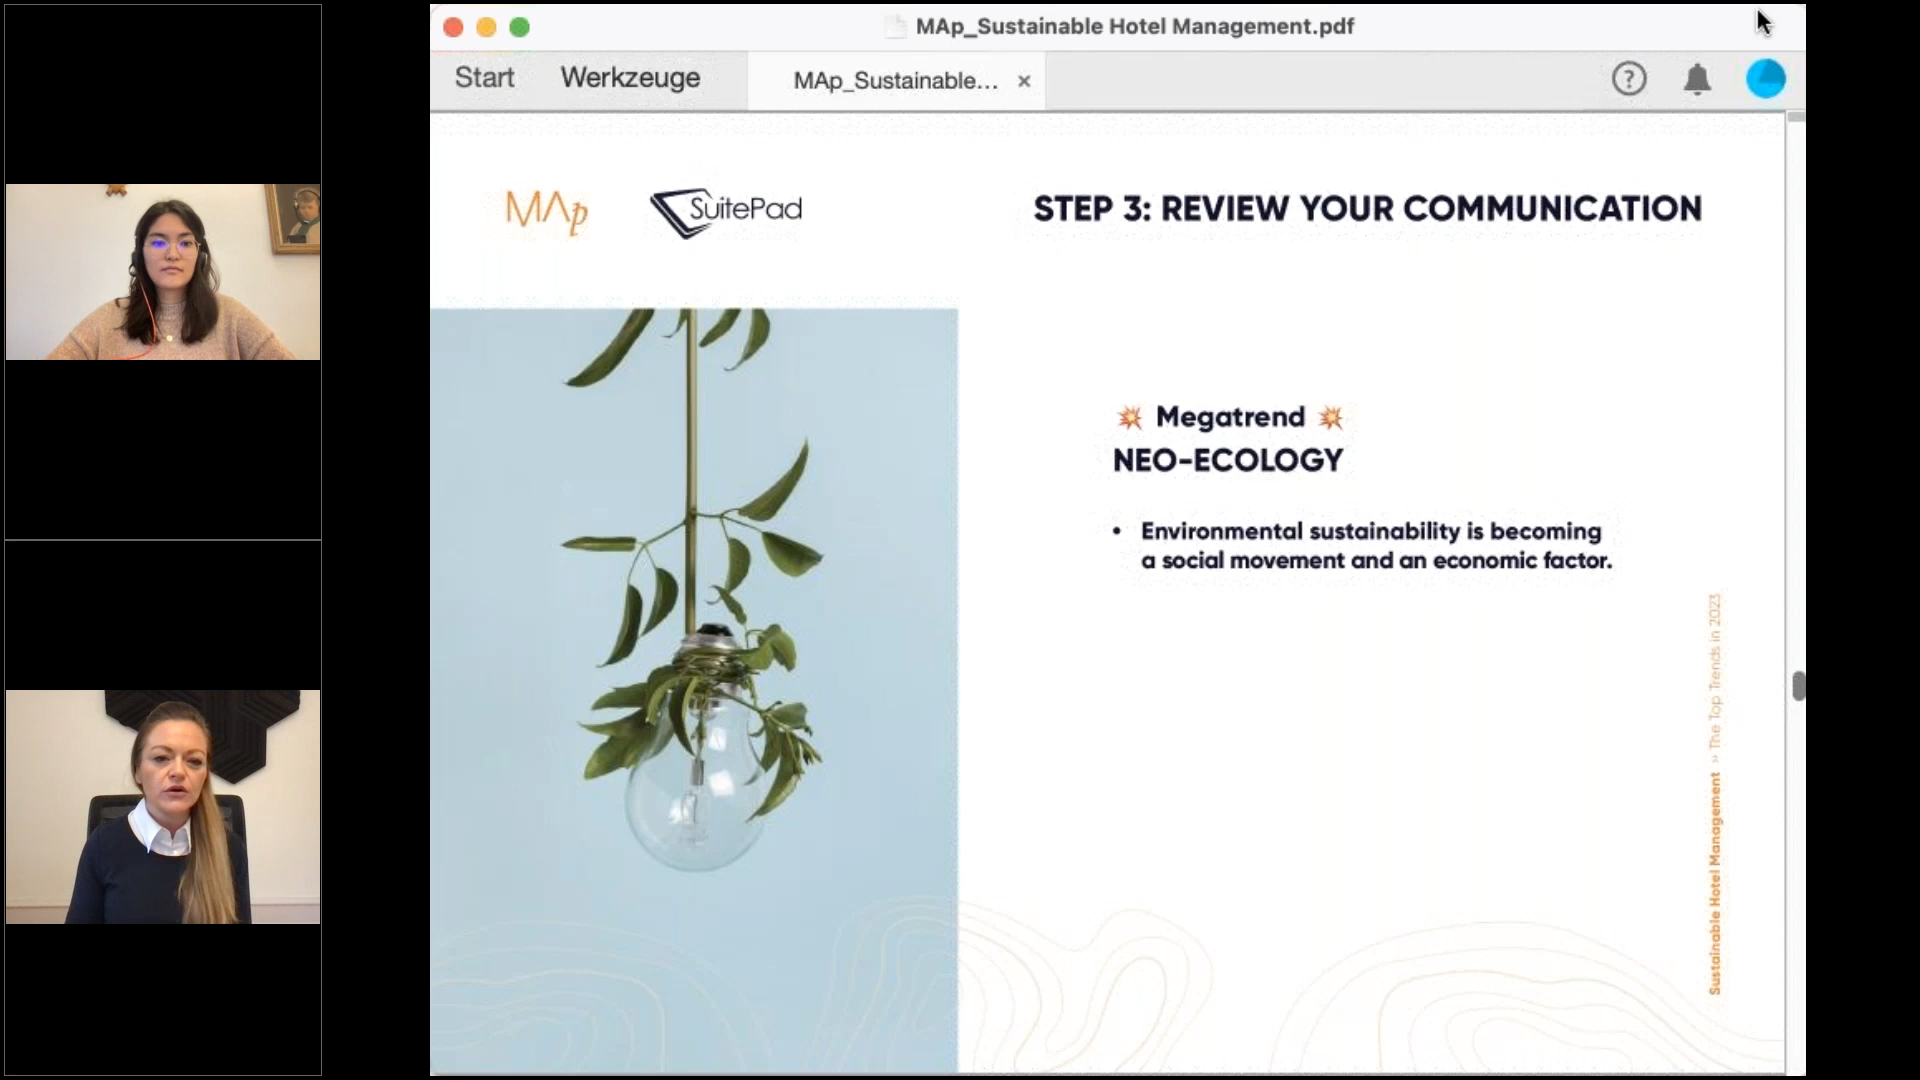 MAp_Sustainable Hotel Management.pdf
Start
Werkzeuge
MAp_Sustainable... ×
?
MAp
SuitePad
STEP 3: REVIEW YOUR COMMUNICATION
💥 Megatrend 💥
NEO-ECOLOGY
• Environmental sustainability is becoming
a social movement and an economic factor.
Sustainable Hotel Management » The Top Trends in 2023